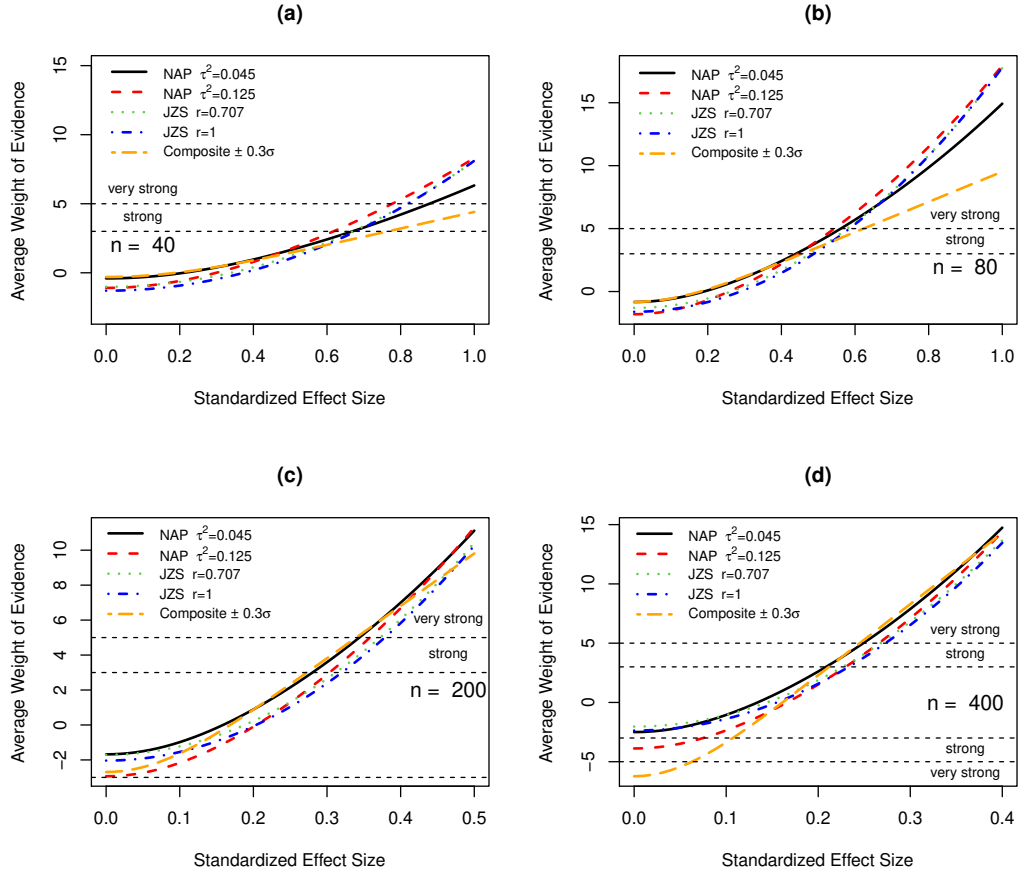 (a)
Average Weight of Evidence
15
10
5
0
NAP τ²=0.045
NAP τ²=0.125
JZS r=0.707
JZS r=1
Composite ± 0.3σ
very strong
strong
n = 40
0.0 0.2 0.4 0.6 0.8 1.0
Standardized Effect Size
(b)
Average Weight of Evidence
15
10
5
0
NAP τ²=0.045
NAP τ²=0.125
JZS r=0.707
JZS r=1
Composite ± 0.3σ
very strong
strong
n = 80
0.0 0.2 0.4 0.6 0.8 1.0
Standardized Effect Size
(c)
Average Weight of Evidence
10
8
6
4
2
0
−2
NAP τ²=0.045
NAP τ²=0.125
JZS r=0.707
JZS r=1
Composite ± 0.3σ
very strong
strong
n = 200
0.0 0.1 0.2 0.3 0.4 0.5
Standardized Effect Size
(d)
Average Weight of Evidence
15
10
5
0
−5
NAP τ²=0.045
NAP τ²=0.125
JZS r=0.707
JZS r=1
Composite ± 0.3σ
very strong
strong
n = 400
strong
very strong
0.0 0.1 0.2 0.3 0.4
Standardized Effect Size